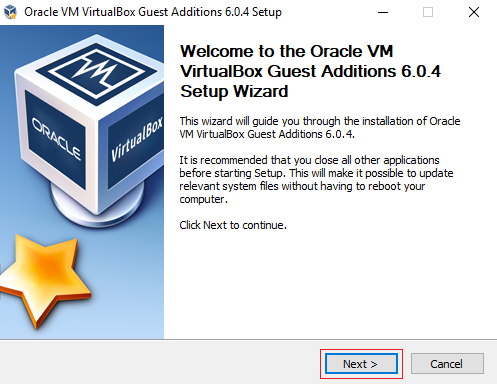 Oracle VM VirtualBox Guest Additions 6.0.4 Setup
Welcome to the Oracle VM
VirtualBox Guest Additions 6.0.4
Setup Wizard
This wizard will guide you through the installation of Oracle
VM VirtualBox Guest Additions 6.0.4.
It is recommended that you close all other applications
before starting Setup. This will make it possible to update
relevant system files without having to reboot your
computer.
Click Next to continue.
ORACLE
VirtualBox
Next >
Cancel